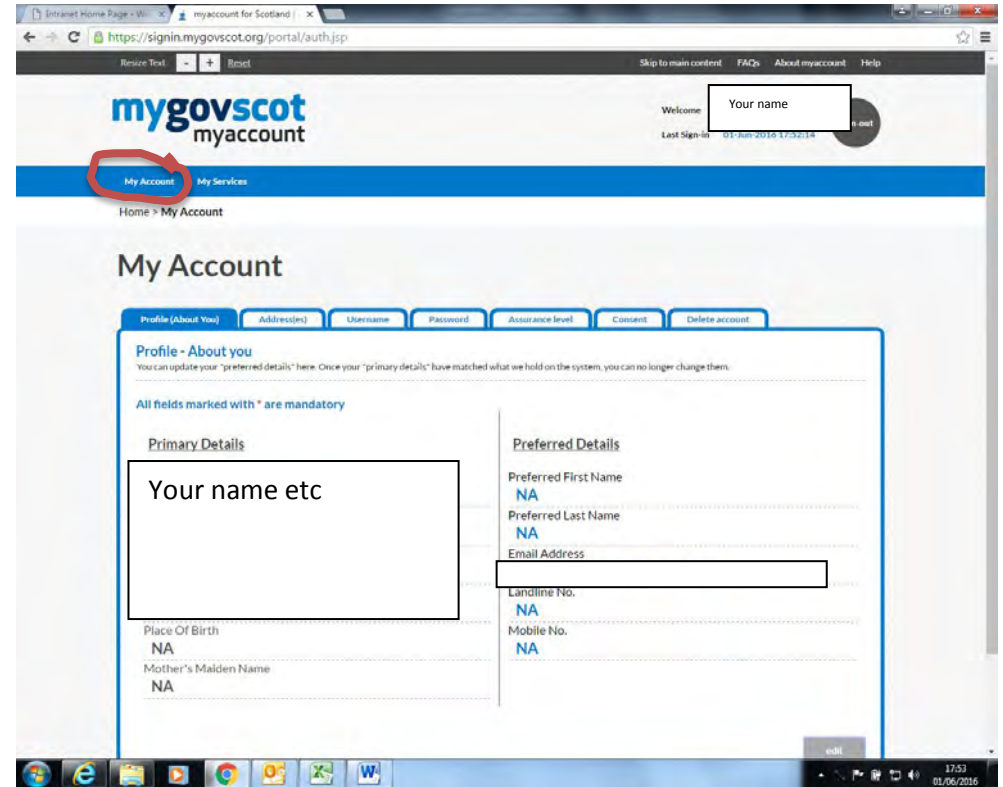 Intranet Home Page - W
myaccount for Scotland |
https://signin.mygovscot.org/portal/auth.jsp
Resize Text - + Reset Skip to main content FAQs About myaccount Help
mygovscot
myaccount
Welcome Your name
Last Sign-in 01-Jun-2016 17:52:14 out
My Account My Services
Home > My Account
My Account
Profile (About You) Address(es) Username Password Assurance level Consent Delete account
Profile - About you
You can update your "preferred details" here. Once your "primary details" have matched what we hold on the system, you can no longer change them.
All fields marked with * are mandatory
Primary Details Preferred Details
Your name etc
Preferred First Name
NA
Preferred Last Name
NA
Email Address
Landline No.
NA
Place Of Birth Mobile No.
NA NA
Mother's Maiden Name
NA
edit
17:53
01/06/2016